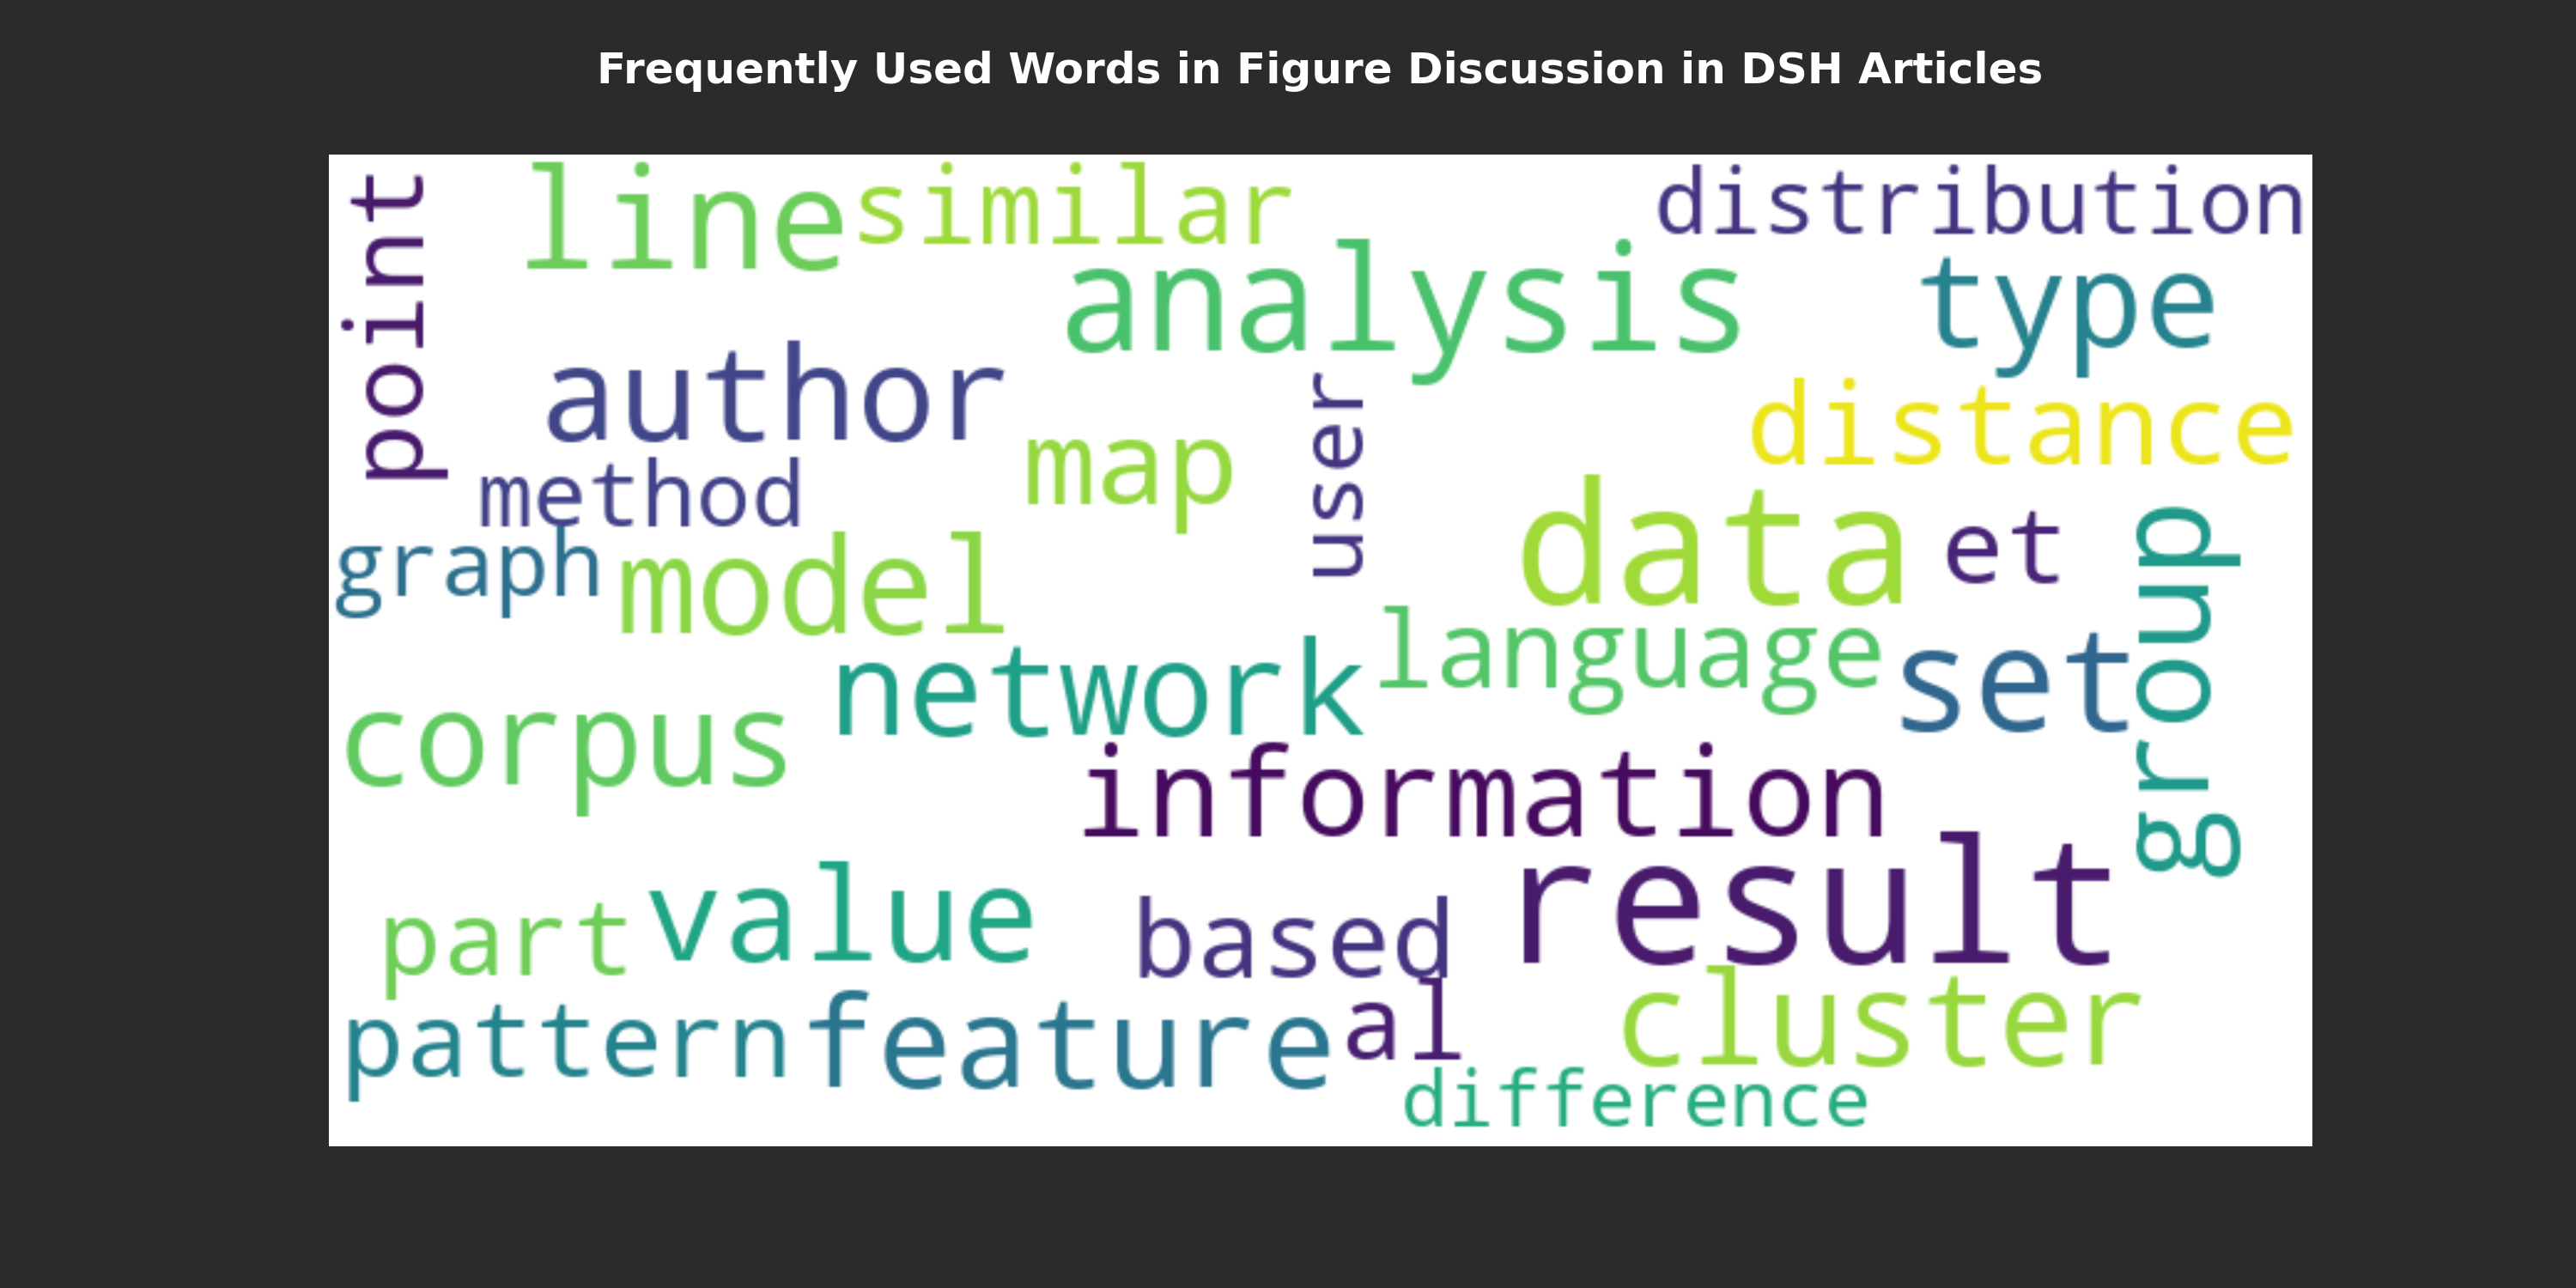 Frequently Used Words in Figure Discussion in DSH Articles
point
line
similar
distribution
analysis
type
author
user
distance
map
method
data
et
group
graph
model
language
network
set
corpus
information
result
value
part
based
cluster
pattern
feature
al
difference